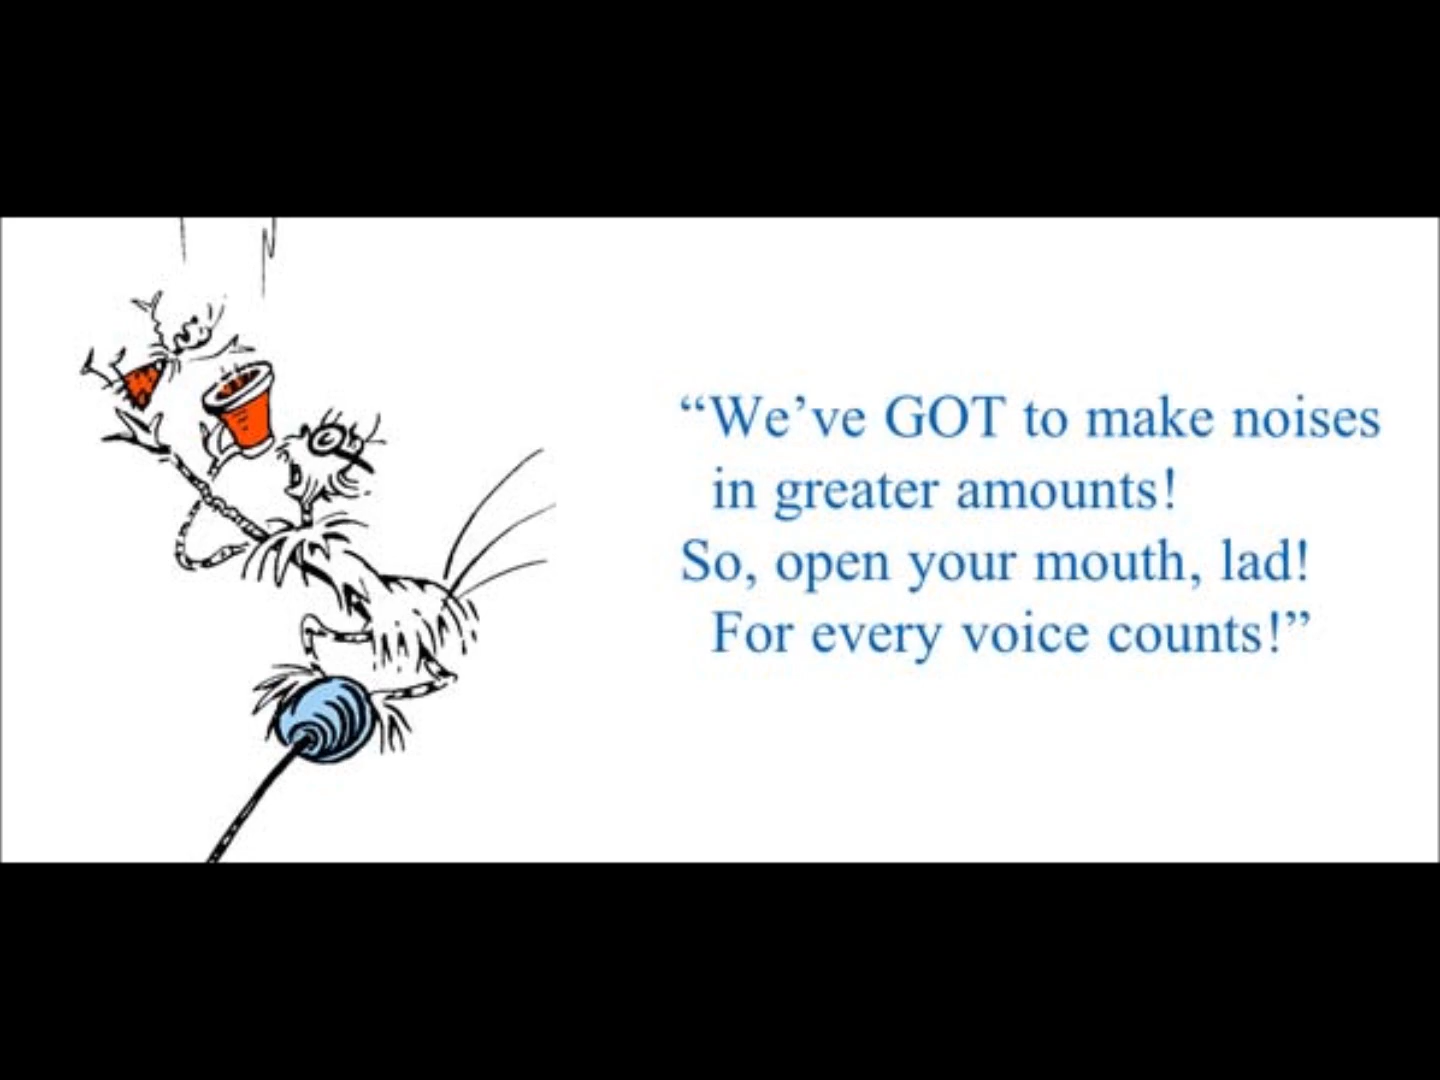 “We’ve GOT to make noises
in greater amounts!
So, open your mouth, lad!
For every voice counts!”